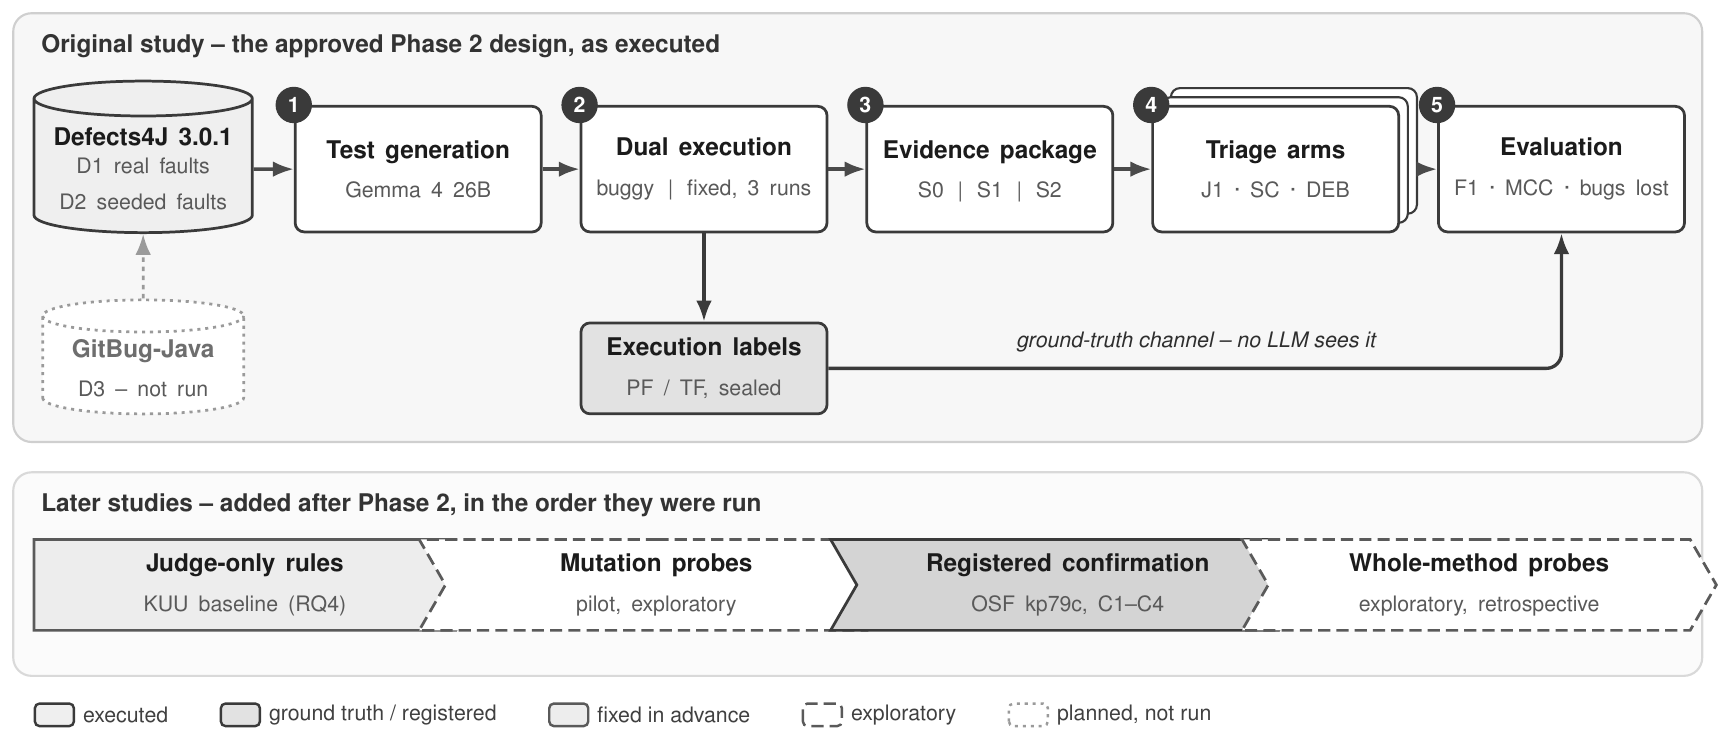 Original study – the approved Phase 2 design, as executed
Defects4J 3.0.1
D1 real faults
D2 seeded faults
1
Test generation
Gemma 4 26B
2
Dual execution
buggy | fixed, 3 runs
3
Evidence package
S0 | S1 | S2
4
Triage arms
J1 · SC · DEB
5
Evaluation
F1 · MCC · bugs lost
GitBug-Java
D3 – not run
Execution labels
PF / TF, sealed
ground-truth channel – no LLM sees it
Later studies – added after Phase 2, in the order they were run
Judge-only rules
KUU baseline (RQ4)
Mutation probes
pilot, exploratory
Registered confirmation
OSF kp79c, C1–C4
Whole-method probes
exploratory, retrospective
executed
ground truth / registered
fixed in advance
exploratory
planned, not run